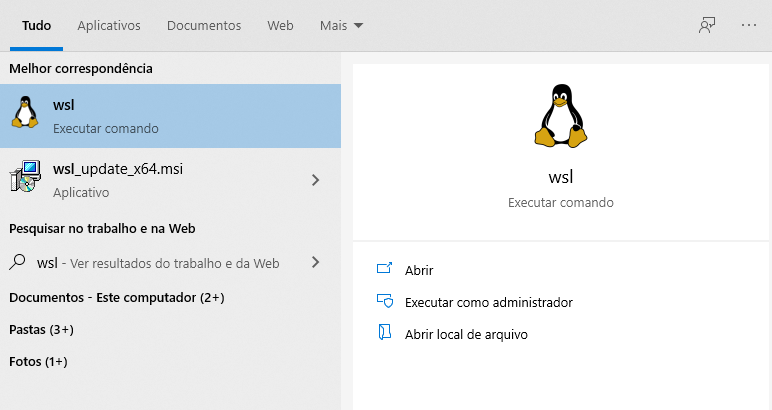 Tudo Aplicativos Documentos Web Mais
Melhor correspondência
wsl
Executar comando
wsl_update_x64.msi
Aplicativo
Pesquisar no trabalho e na Web
wsl - Ver resultados do trabalho e da Web
Documentos - Este computador (2+)
Pastas (3+)
Fotos (1+)
wsl
Executar comando
Abrir
Executar como administrador
Abrir local de arquivo